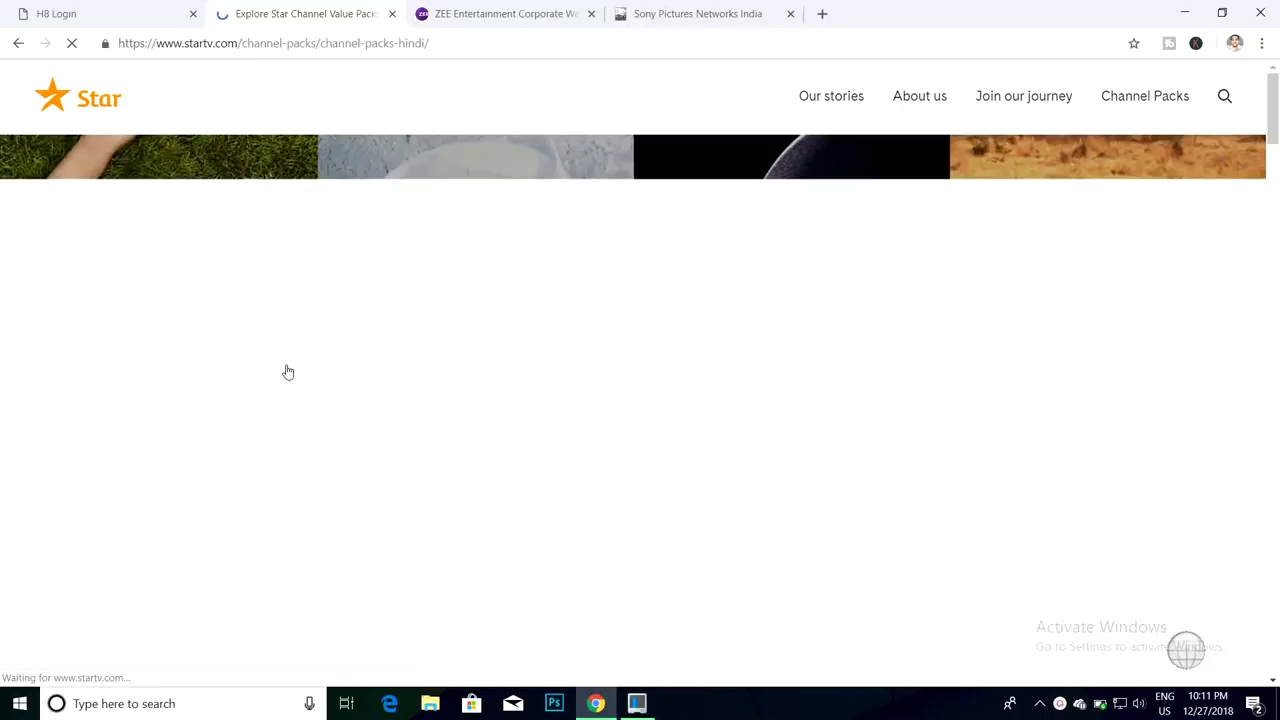 H8 Login
Explore Star Channel Value Pack
ZEE Entertainment Corporate We
Sony Pictures Networks India
https://www.startv.com/channel-packs/channel-packs-hindi/
Star
Our stories
About us
Join our journey
Channel Packs
Activate Windows
Go to Settings to activate Windows.
Waiting for www.startv.com...
Type here to search
Ps
ENG
US
10:11 PM
12/27/2018
2